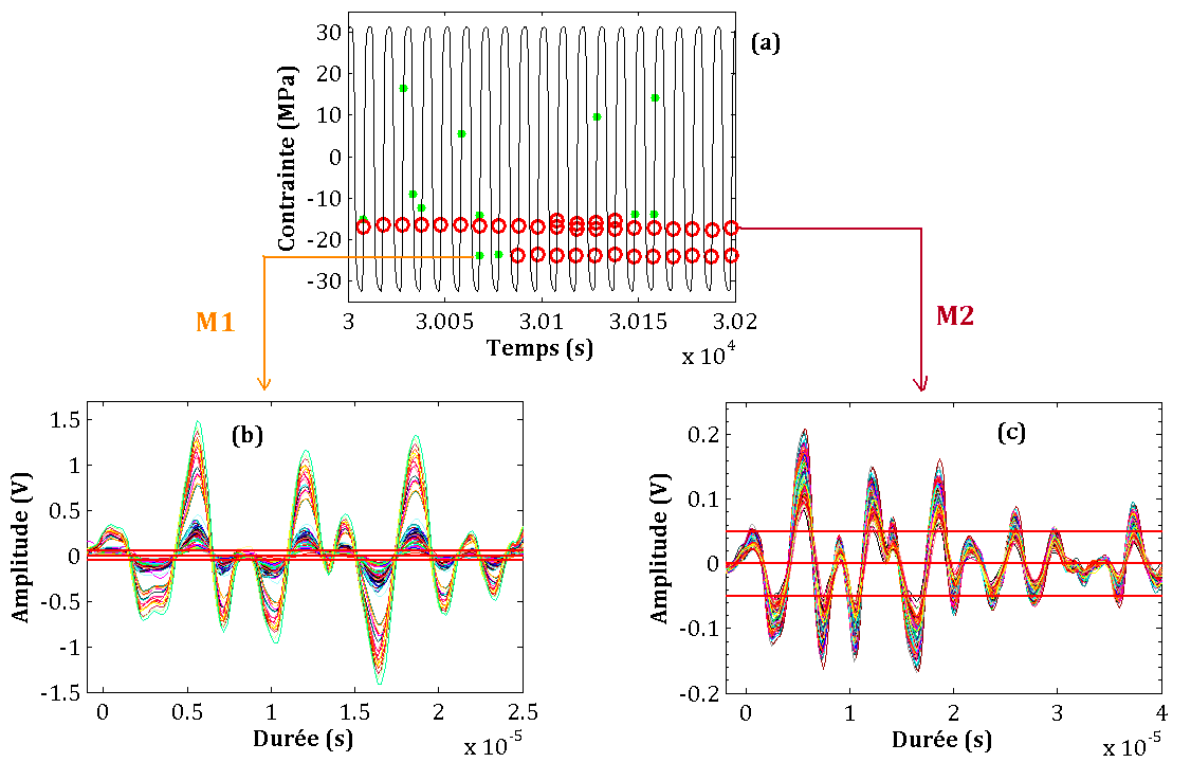 (a)
Contrainte (MPa)
30
20
10
0
-10
-20
-30
3 3.005 3.01 3.015 3.02
Temps (s)
x 10^4
M1
M2
(b)
Amplitude (V)
1.5
1
0.5
0
-0.5
-1
-1.5
0 0.5 1 1.5 2 2.5
Durée (s)
x 10^-5
(c)
Amplitude (V)
0.2
0.1
0
-0.1
-0.2
0 1 2 3 4
Durée (s)
x 10^-5